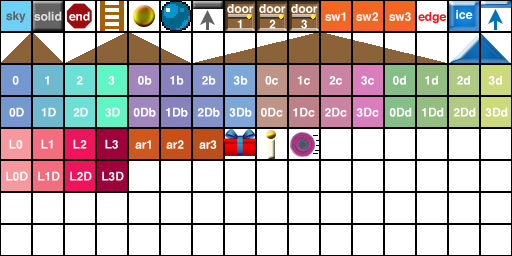 sky solid end door 1 door 2 door 3 sw1 sw2 sw3 edge ice
0 1 2 3 0b 1b 2b 3b 0c 1c 2c 3c 0d 1d 2d 3d
0D 1D 2D 3D 0Db 1Db 2Db 3Db 0Dc 1Dc 2Dc 3Dc 0Dd 1Dd 2Dd 3Dd
L0 L1 L2 L3 ar1 ar2 ar3
L0D L1D L2D L3D